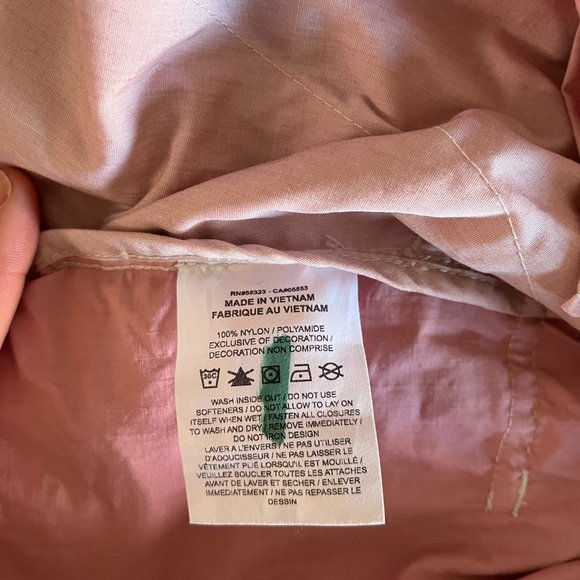 RN#58323 - CA#05553
MADE IN VIETNAM
FABRIQUE AU VIETNAM
100% NYLON / POLYAMIDE
EXCLUSIVE OF DECORATION /
DECORATION NON COMPRISE
30C
WASH INSIDE OUT / DO NOT USE
SOFTENERS / DO NOT ALLOW TO LAY ON
ITSELF WHEN WET / FASTEN ALL CLOSURES
TO WASH AND DRY / REMOVE IMMEDIATELY /
DO NOT IRON DESIGN
LAVER A L'ENVERS / NE PAS UTILISER
D'ADOUCISSEUR / NE PAS LAISSER LE
VÊTEMENT PLIÉ LORSQU'IL EST MOUILLÉ /
VEUILLEZ BOUCLER TOUTES LES ATTACHES
AVANT DE LAVER ET SECHER / ENLEVER
IMMEDIATEMENT / NE PAS REPASSER LE
DESSIN